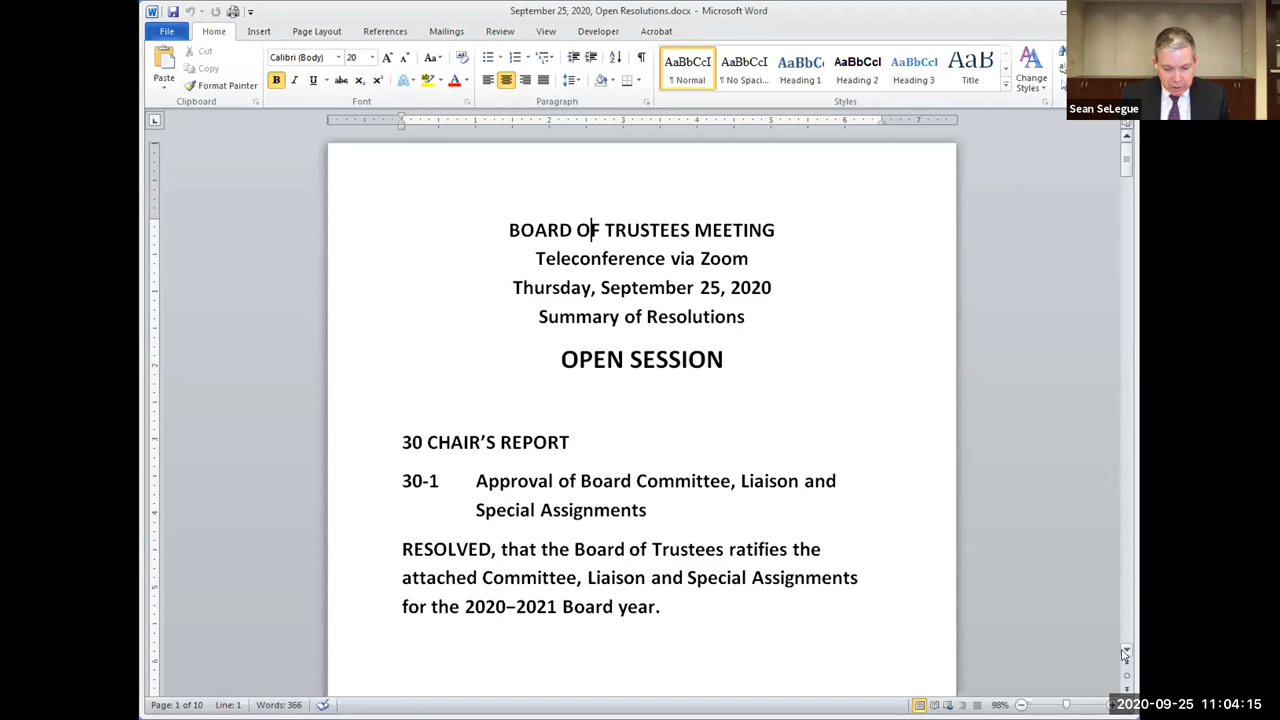 September 25, 2020, Open Resolutions.docx - Microsoft Word
File Home Insert Page Layout References Mailings Review View Developer Acrobat
Cut
Copy
Format Painter
Paste
Clipboard
Calibri (Body) 20
Font
Paragraph
AaBbCcI AaBbCcI AaBbCc AaBbCcI AaBbCcI AaB
¶ Normal ¶ No Spaci... Heading 1 Heading 2 Heading 3 Title
Change
Styles
Styles
Sean SeLegue
BOARD OF TRUSTEES MEETING
Teleconference via Zoom
Thursday, September 25, 2020
Summary of Resolutions
OPEN SESSION
30 CHAIR’S REPORT
30-1 Approval of Board Committee, Liaison and
Special Assignments
RESOLVED, that the Board of Trustees ratifies the
attached Committee, Liaison and Special Assignments
for the 2020–2021 Board year.
Page: 1 of 10 Line: 1 Words: 366 98%
2020-09-25 11:04:15